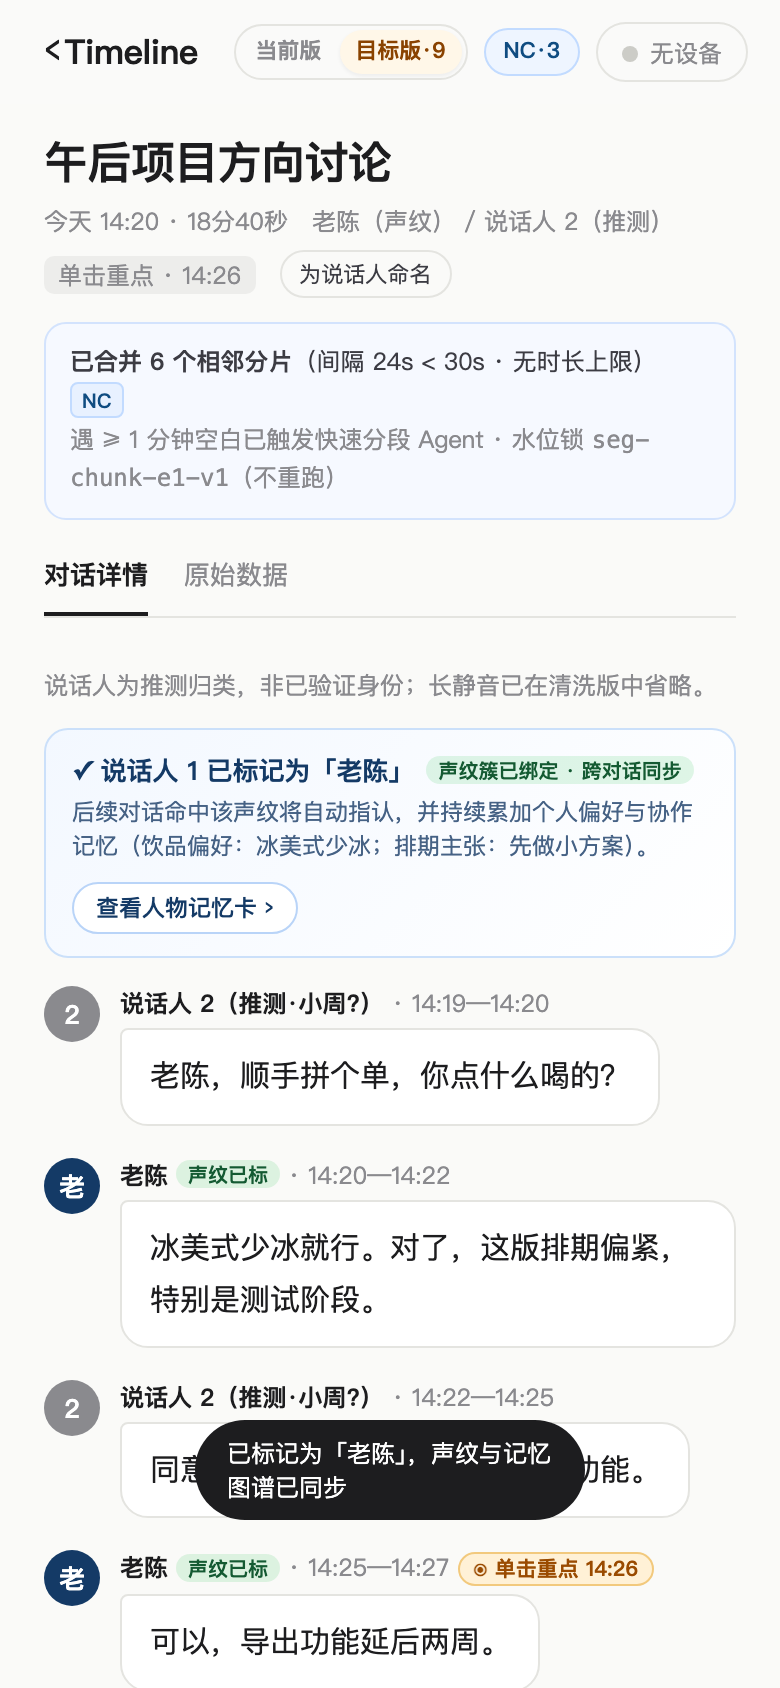 <Timeline 当前版 目标版·9 NC·3 无设备
午后项目方向讨论
今天 14:20 · 18分40秒 老陈（声纹） / 说话人 2（推测）
单击重点 · 14:26 为说话人命名
已合并 6 个相邻分片（间隔 24s < 30s · 无时长上限）
NC
遇 ≥ 1 分钟空白已触发快速分段 Agent · 水位锁 seg-
chunk-e1-v1（不重跑）
对话详情 原始数据
说话人为推测归类，非已验证身份；长静音已在清洗版中省略。
✓ 说话人 1 已标记为「老陈」 声纹簇已绑定 · 跨对话同步
后续对话命中该声纹将自动指认，并持续累加个人偏好与协作
记忆（饮品偏好：冰美式少冰；排期主张：先做小方案）。
查看人物记忆卡 ›
2 说话人 2（推测·小周?） · 14:19—14:20
老陈，顺手拼个单，你点什么喝的？
老 老陈 声纹已标 · 14:20—14:22
冰美式少冰就行。对了，这版排期偏紧，
特别是测试阶段。
2 说话人 2（推测·小周?） · 14:22—14:25
同意 功能。
已标记为「老陈」，声纹与记忆
图谱已同步
老 老陈 声纹已标 · 14:25—14:27 ◉ 单击重点 14:26
可以，导出功能延后两周。